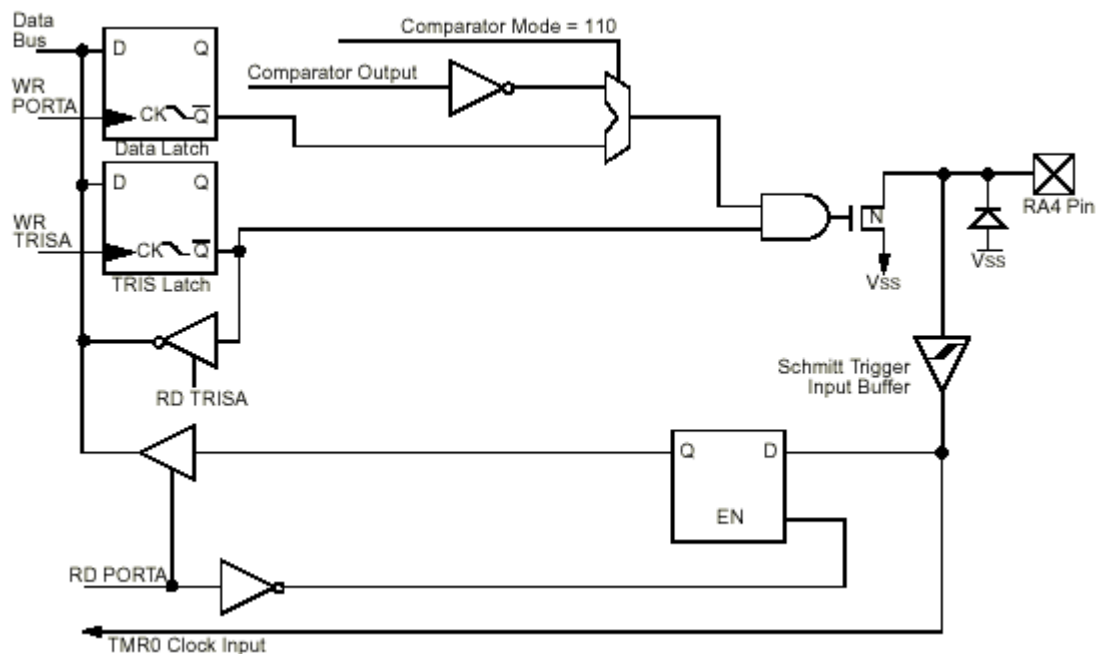 Data
Bus
D Q
WR
PORTA
CK Q
Data Latch
Comparator Mode = 110
Comparator Output
D Q
WR
TRISA
CK Q
TRIS Latch
N
RA4 Pin
VSS
VSS
RD TRISA
Schmitt Trigger
Input Buffer
Q D
EN
RD PORTA
TMR0 Clock Input